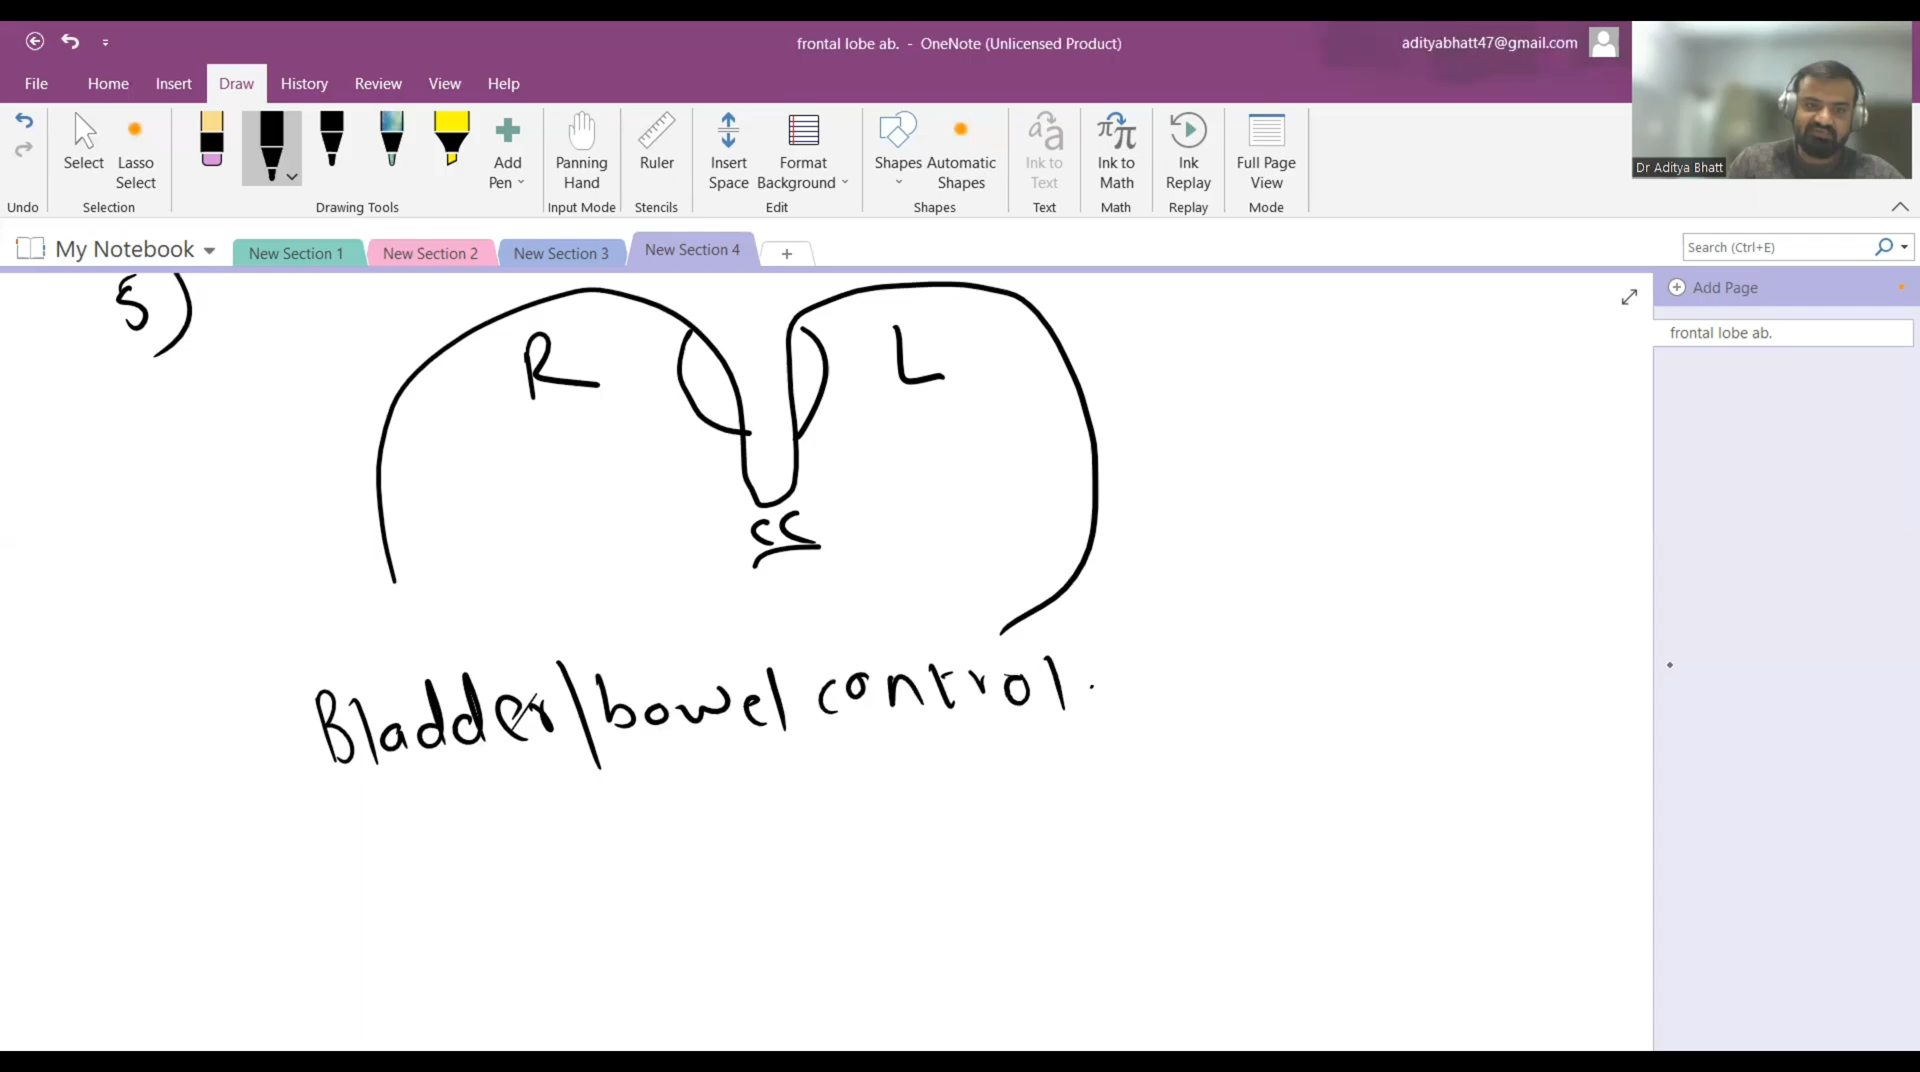 frontal lobe ab. - OneNote (Unlicensed Product)
adityabhatt47@gmail.com
File Home Insert Draw History Review View Help
Select
Lasso Select
Add Pen
Panning Hand
Ruler
Insert Space
Format Background
Shapes
Automatic Shapes
Ink to Text
Ink to Math
Ink Replay
Full Page View
Dr Aditya Bhatt
Undo Selection Drawing Tools Input Mode Stencils Edit Shapes Text Math Replay Mode
My Notebook New Section 1 New Section 2 New Section 3 New Section 4 +
Search (Ctrl+E)
Add Page
frontal lobe ab.
5)
R L
CC
Bladder/bowel control.